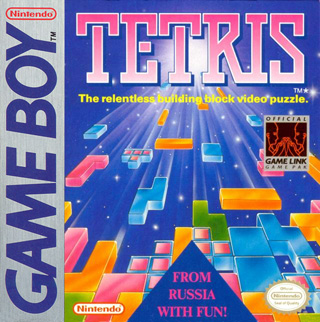 Nintendo
GAME BOY
TM
TETRIS
TM
The relentless building block video puzzle.
OFFICIAL
GAME LINK
GAME PAK
FROM
RUSSIA
WITH FUN!
Nintendo